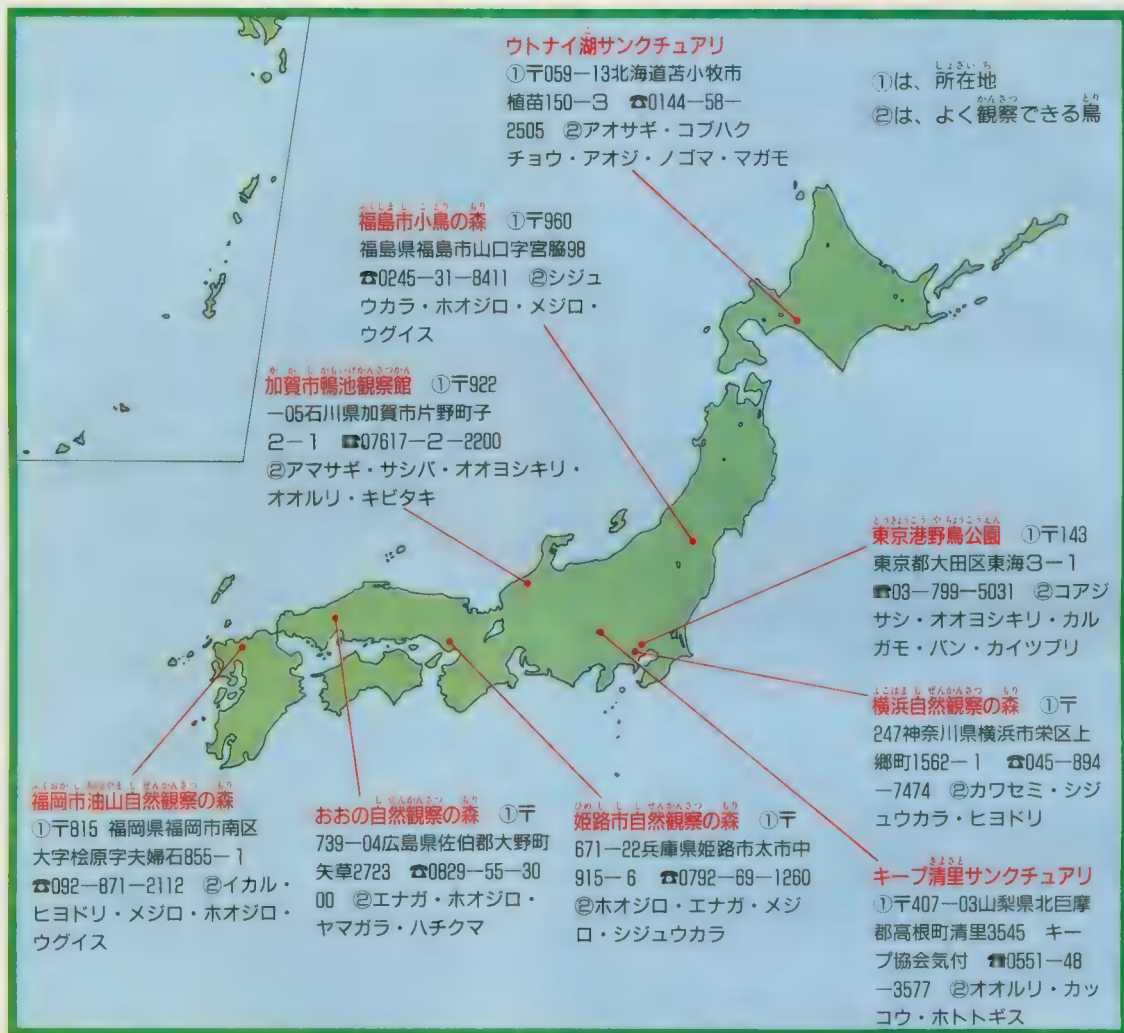 ウトナイ湖サンクチュアリ
①〒059－13北海道苫小牧市
植苗150－3　☎0144－58－
2505　②アオサギ・コブハク
チョウ・アオジ・ノゴマ・マガモ
①は、所在地
②は、よく観察できる鳥
福島市小鳥の森　①〒960
福島県福島市山口字宮脇98
☎0245－31－8411　②シジュ
ウカラ・ホオジロ・メジロ・
ウグイス
加賀市鴨池観察館　①〒922
－05石川県加賀市片野町子
2－1　☎07617－2－2200
②アマサギ・サシバ・オオヨシキリ・
オオルリ・キビタキ
東京港野鳥公園　①〒143
東京都大田区東海3－1
☎03－799－5031　②コアジ
サシ・オオヨシキリ・カル
ガモ・バン・カイツブリ
横浜自然観察の森　①〒
247神奈川県横浜市栄区上
郷町1562－1　☎045－894
－7474　②カワセミ・シジ
ュウカラ・ヒヨドリ
福岡市油山自然観察の森
①〒815 福岡県福岡市南区
大字桧原字夫婦石855－1
☎092－871－2112　②イカル・
ヒヨドリ・メジロ・ホオジロ・
ウグイス
おおの自然観察の森　①〒
739－04広島県佐伯郡大野町
矢草2723　☎0829－55－30
00　②エナガ・ホオジロ・
ヤマガラ・ハチクマ
姫路市自然観察の森　①〒
671－22兵庫県姫路市太市中
915－6　☎0792－69－1260
②ホオジロ・エナガ・メジ
ロ・シジュウカラ
キープ清里サンクチュアリ
①〒407－03山梨県北巨摩
郡高根町清里3545　キー
プ協会気付　☎0551－48
－3577　②オオルリ・カッ
コウ・ホトトギス